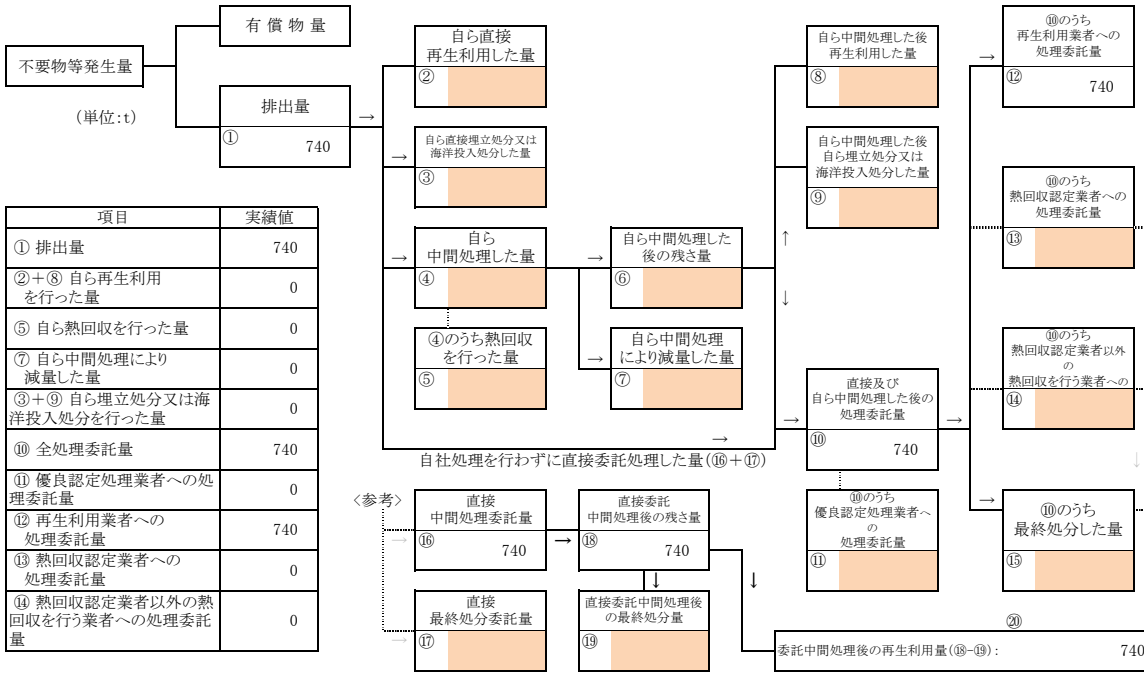 有 償 物 量
不要物等発生量
(単位:t)
排出量
①
740
→
自ら直接
再生利用した量
②
→
自ら直接埋立処分又は
海洋投入処分した量
③
→
自ら
中間処理した量
④
④のうち熱回収
を行った量
⑤
→
自ら中間処理した
後の残さ量
⑥
→
自ら中間処理
により減量した量
⑦
自ら中間処理した後
再生利用した量
⑧
自ら中間処理した後
自ら埋立処分又は
海洋投入処分した量
⑨
↑
↓
→
直接及び
自ら中間処理した後の
処理委託量
⑩
740
→
⑩のうち
優良認定処理業者へ
の
処理委託量
⑪
→
⑩のうち
再生利用業者への
処理委託量
⑫
740
⑩のうち
熱回収認定業者への
処理委託量
⑬
⑩のうち
熱回収認定業者以外
の
熱回収を行う業者への
⑭
↓
→
⑩のうち
最終処分した量
⑮
→
自社処理を行わずに直接委託処理した量(⑯+⑰)
<参考>
→
直接
中間処理委託量
⑯
740
→
直接委託
中間処理後の残さ量
⑱
740
↓
↓
→
直接
最終処分委託量
⑰
直接委託中間処理後
の最終処分量
⑲
⑳
委託中間処理後の再生利用量(⑱-⑲):
740
項目 実績値
① 排出量 740
②+⑧ 自ら再生利用
を行った量 0
⑤ 自ら熱回収を行った量 0
⑦ 自ら中間処理により
減量した量 0
③+⑨ 自ら埋立処分又は海
洋投入処分を行った量 0
⑩ 全処理委託量 740
⑪ 優良認定処理業者への処
理委託量 0
⑫ 再生利用業者への
処理委託量 740
⑬ 熱回収認定業者への
処理委託量 0
⑭ 熱回収認定業者以外の熱
回収を行う業者への処理委託
量 0